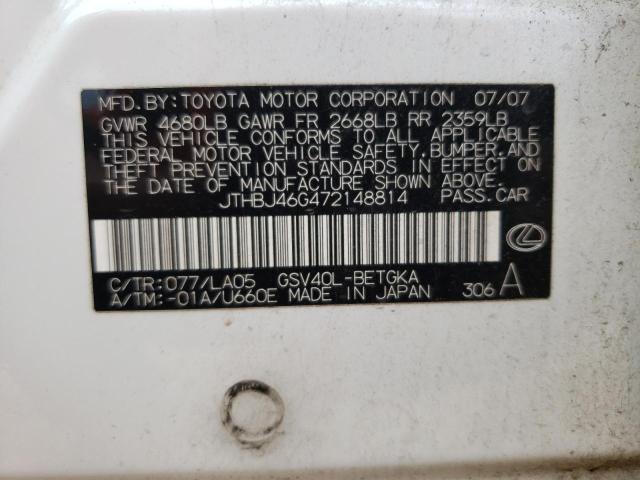 MFD. BY: TOYOTA MOTOR CORPORATION 07/07
GVWR 4680LB GAWR FR 2668LB RR 2359LB
THIS VEHICLE CONFORMS TO ALL APPLICABLE
FEDERAL MOTOR VEHICLE SAFETY, BUMPER, AND
THEFT PREVENTION STANDARDS IN EFFECT ON
THE DATE OF MANUFACTURE SHOWN ABOVE.
JTHBJ46G472148814 PASS. CAR
C/TR: 077/LA05 GSV40L-BETGKA
A/TM: -01A/U660E MADE IN JAPAN 306 A